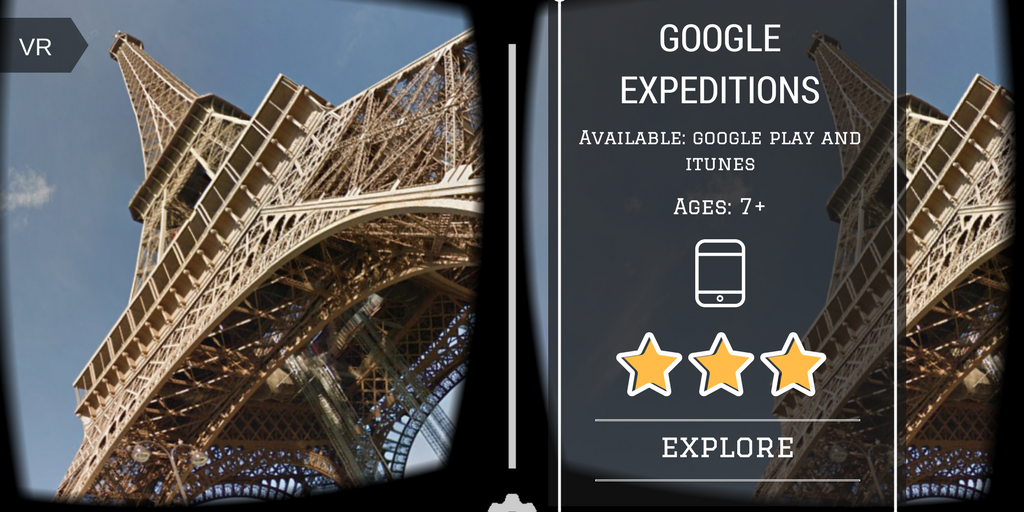 VR
GOOGLE
EXPEDITIONS
AVAILABLE: GOOGLE PLAY AND
ITUNES
AGES: 7+
EXPLORE